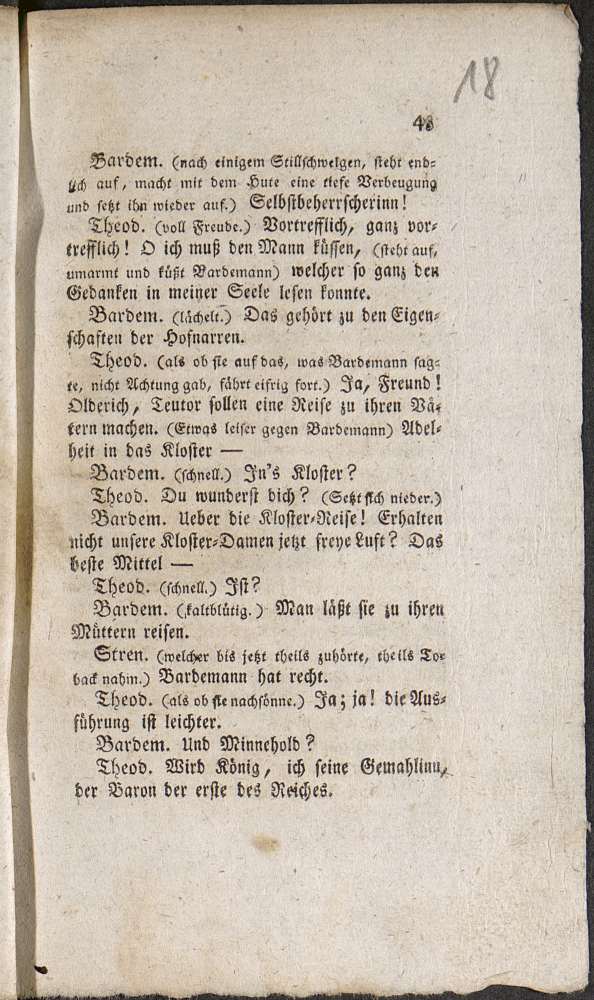 18
43
Bardem. (nach einigem Stillschweigen, steht end-
lich auf, macht mit dem Hute eine tiefe Verbeugung
und setzt ihn wieder auf.) Selbstbeherrscherinn!
Theod. (voll Freude.) Vortrefflich, ganz vor-
trefflich! O ich muß den Mann küssen, (steht auf,
umarmt und küßt Bardemann) welcher so ganz den
Gedanken in meiner Seele lesen konnte.
Bardem. (lächelt.) Das gehört zu den Eigen-
schaften der Hofnarren.
Theod. (als ob sie auf das, was Bardemann sag-
te, nicht Achtung gab, fährt eifrig fort.) Ja, Freund!
Olderich, Teutor sollen eine Reise zu ihren Vä-
tern machen. (Etwas leiser gegen Bardemann) Adel-
heit in das Kloster —
Bardem. (schnell.) In's Kloster?
Theod. Du wunderst dich? (Setzt sich nieder.)
Bardem. Ueber die Kloster-Reise! Erhalten
nicht unsere Kloster-Damen jetzt freye Luft? Das
beste Mittel —
Theod. (schnell.) Ist?
Bardem. (kaltblütig.) Man läßt sie zu ihren
Müttern reisen.
Stren. (welcher bis jetzt theils zuhörte, theils To-
back nahm.) Bardemann hat recht.
Theod. (als ob sie nachsönne.) Ja; ja! die Aus-
führung ist leichter.
Bardem. Und Minnehold?
Theod. Wird König, ich seine Gemahlinn,
der Baron der erste des Reiches.